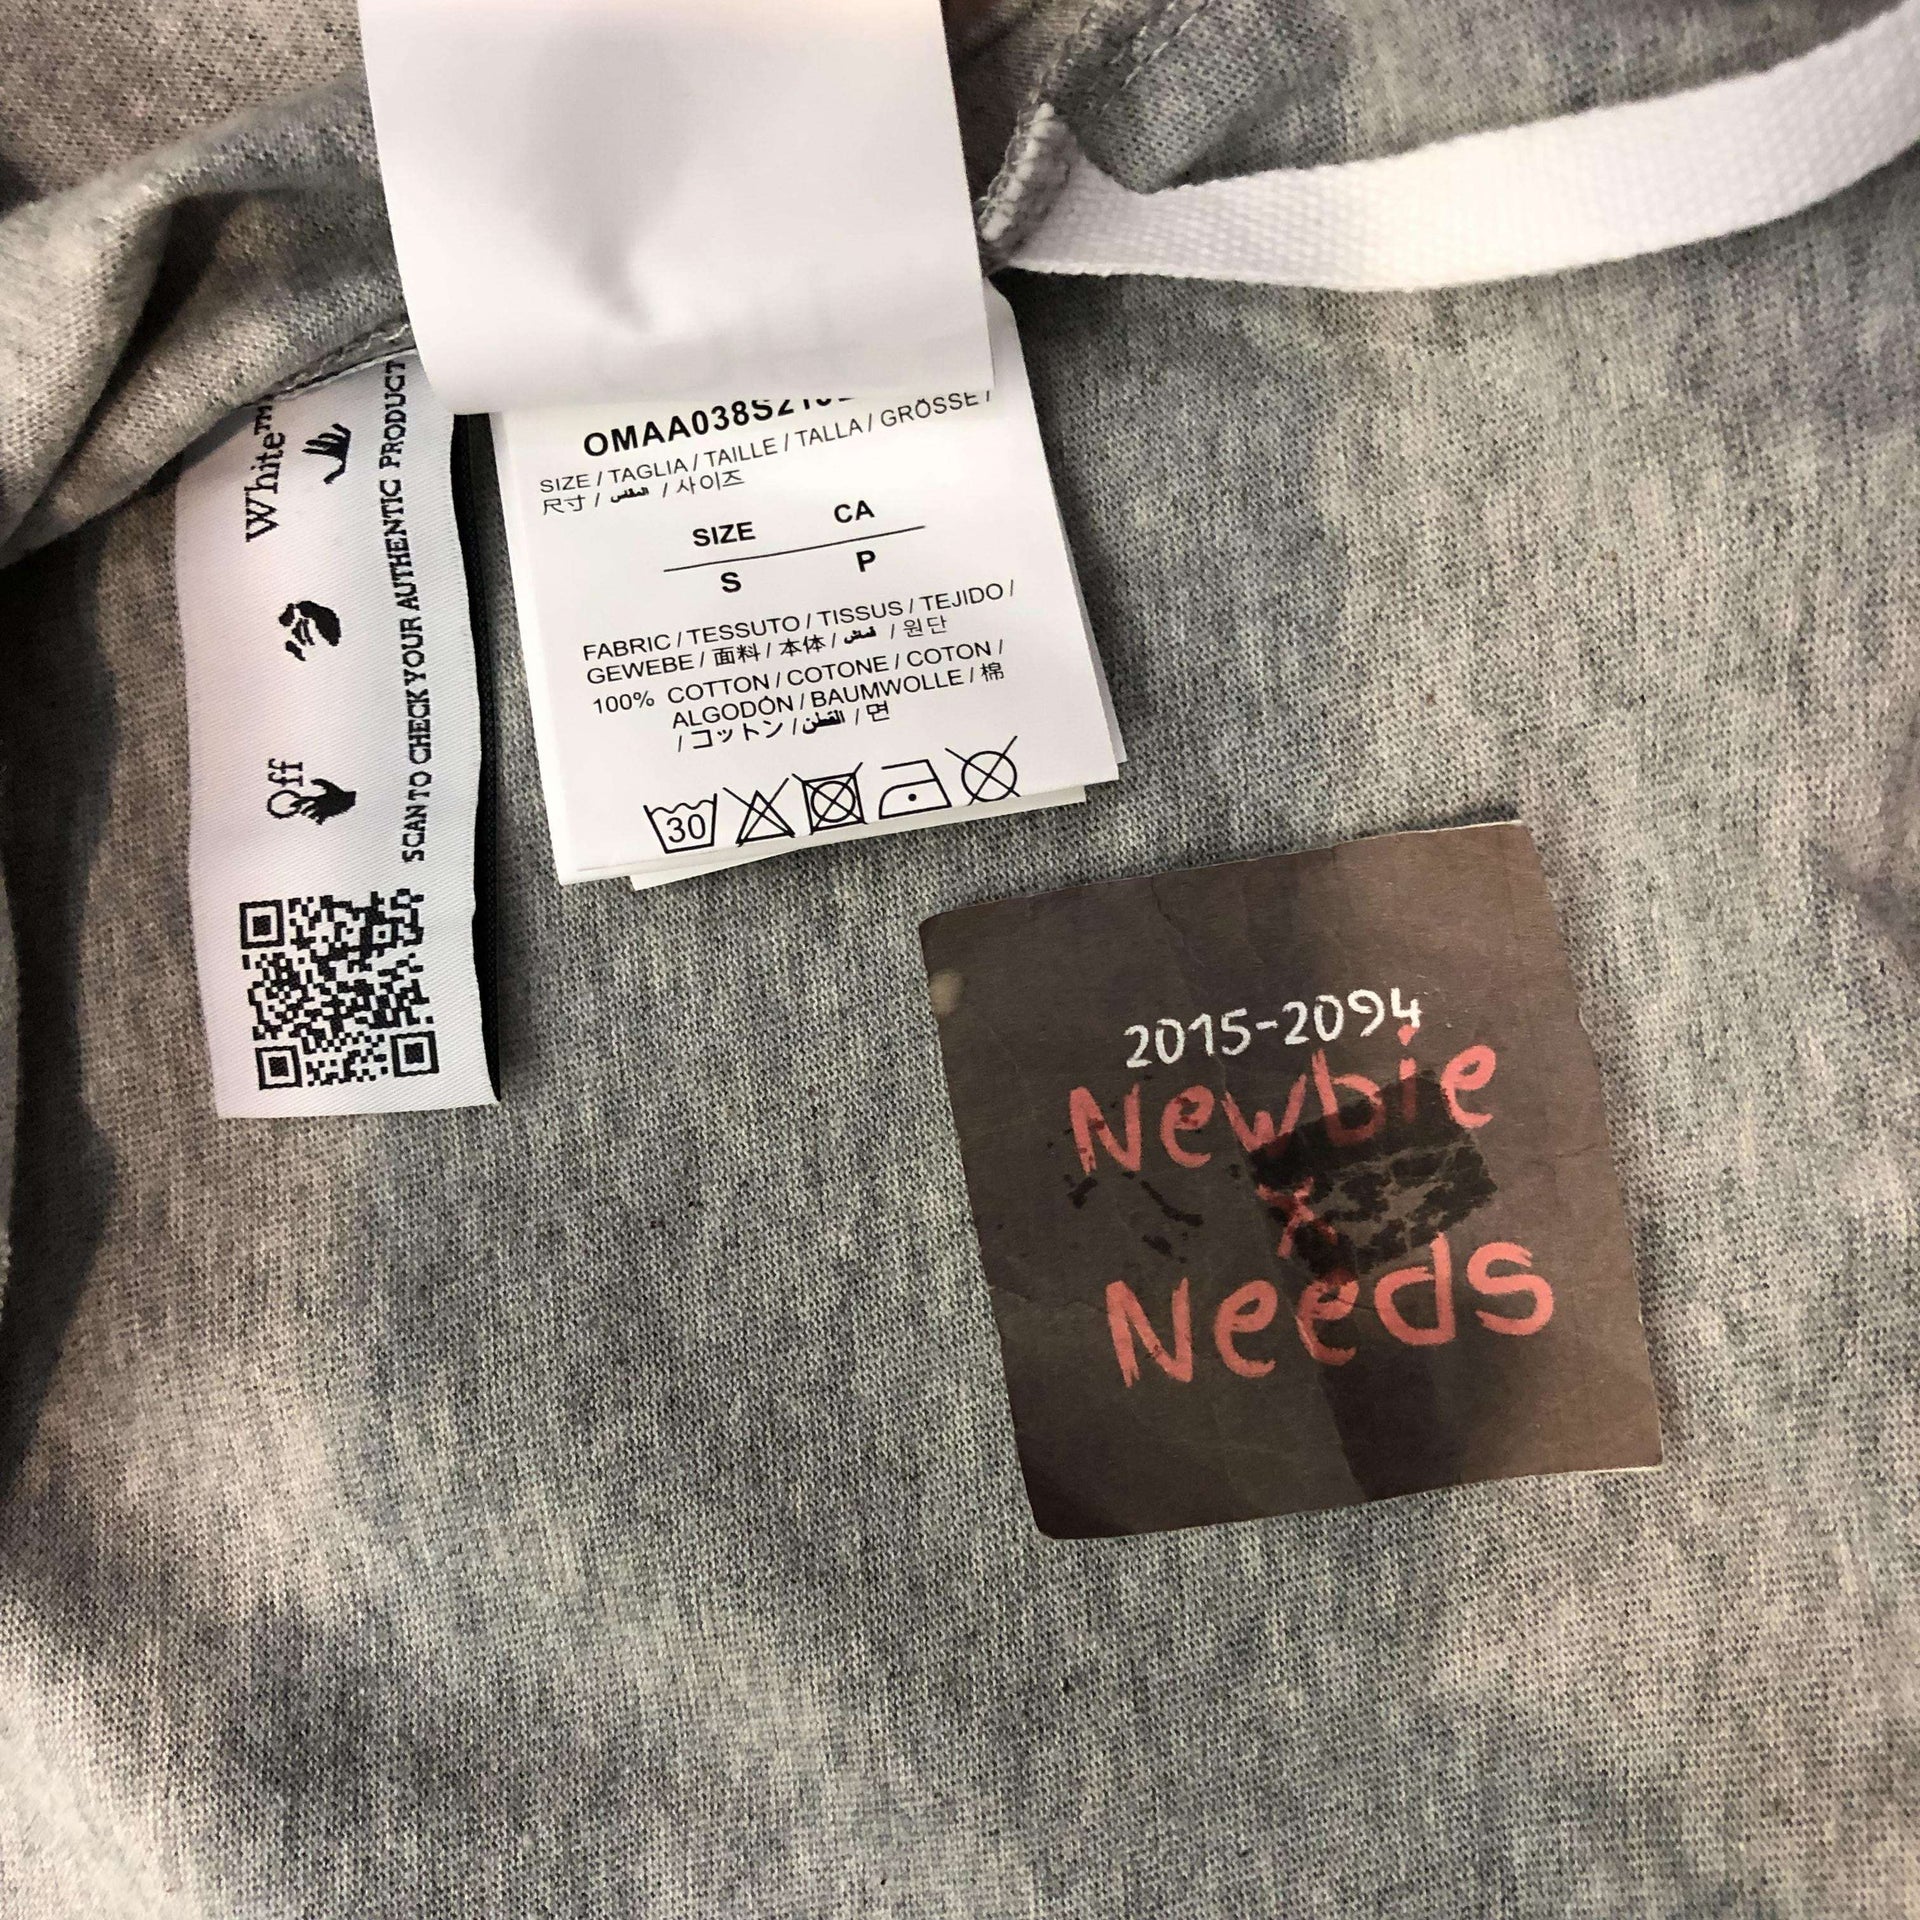 White™
Off
SCAN TO CHECK YOUR AUTHENTIC PRODUCT
SIZE / TAGLIA / TAILLE / TALLA / GRÖSSE /
尺寸 / المقاس / 사이즈
SIZE CA
S P
FABRIC / TESSUTO / TISSUS / TEJIDO /
GEWEBE / 面料 / 本体 / قماش / 원단
100% COTTON / COTONE / COTON /
ALGODÓN / BAUMWOLLE / 棉
/ コットン / القطن / 면
30
2015-2094
Newbie
x
Needs